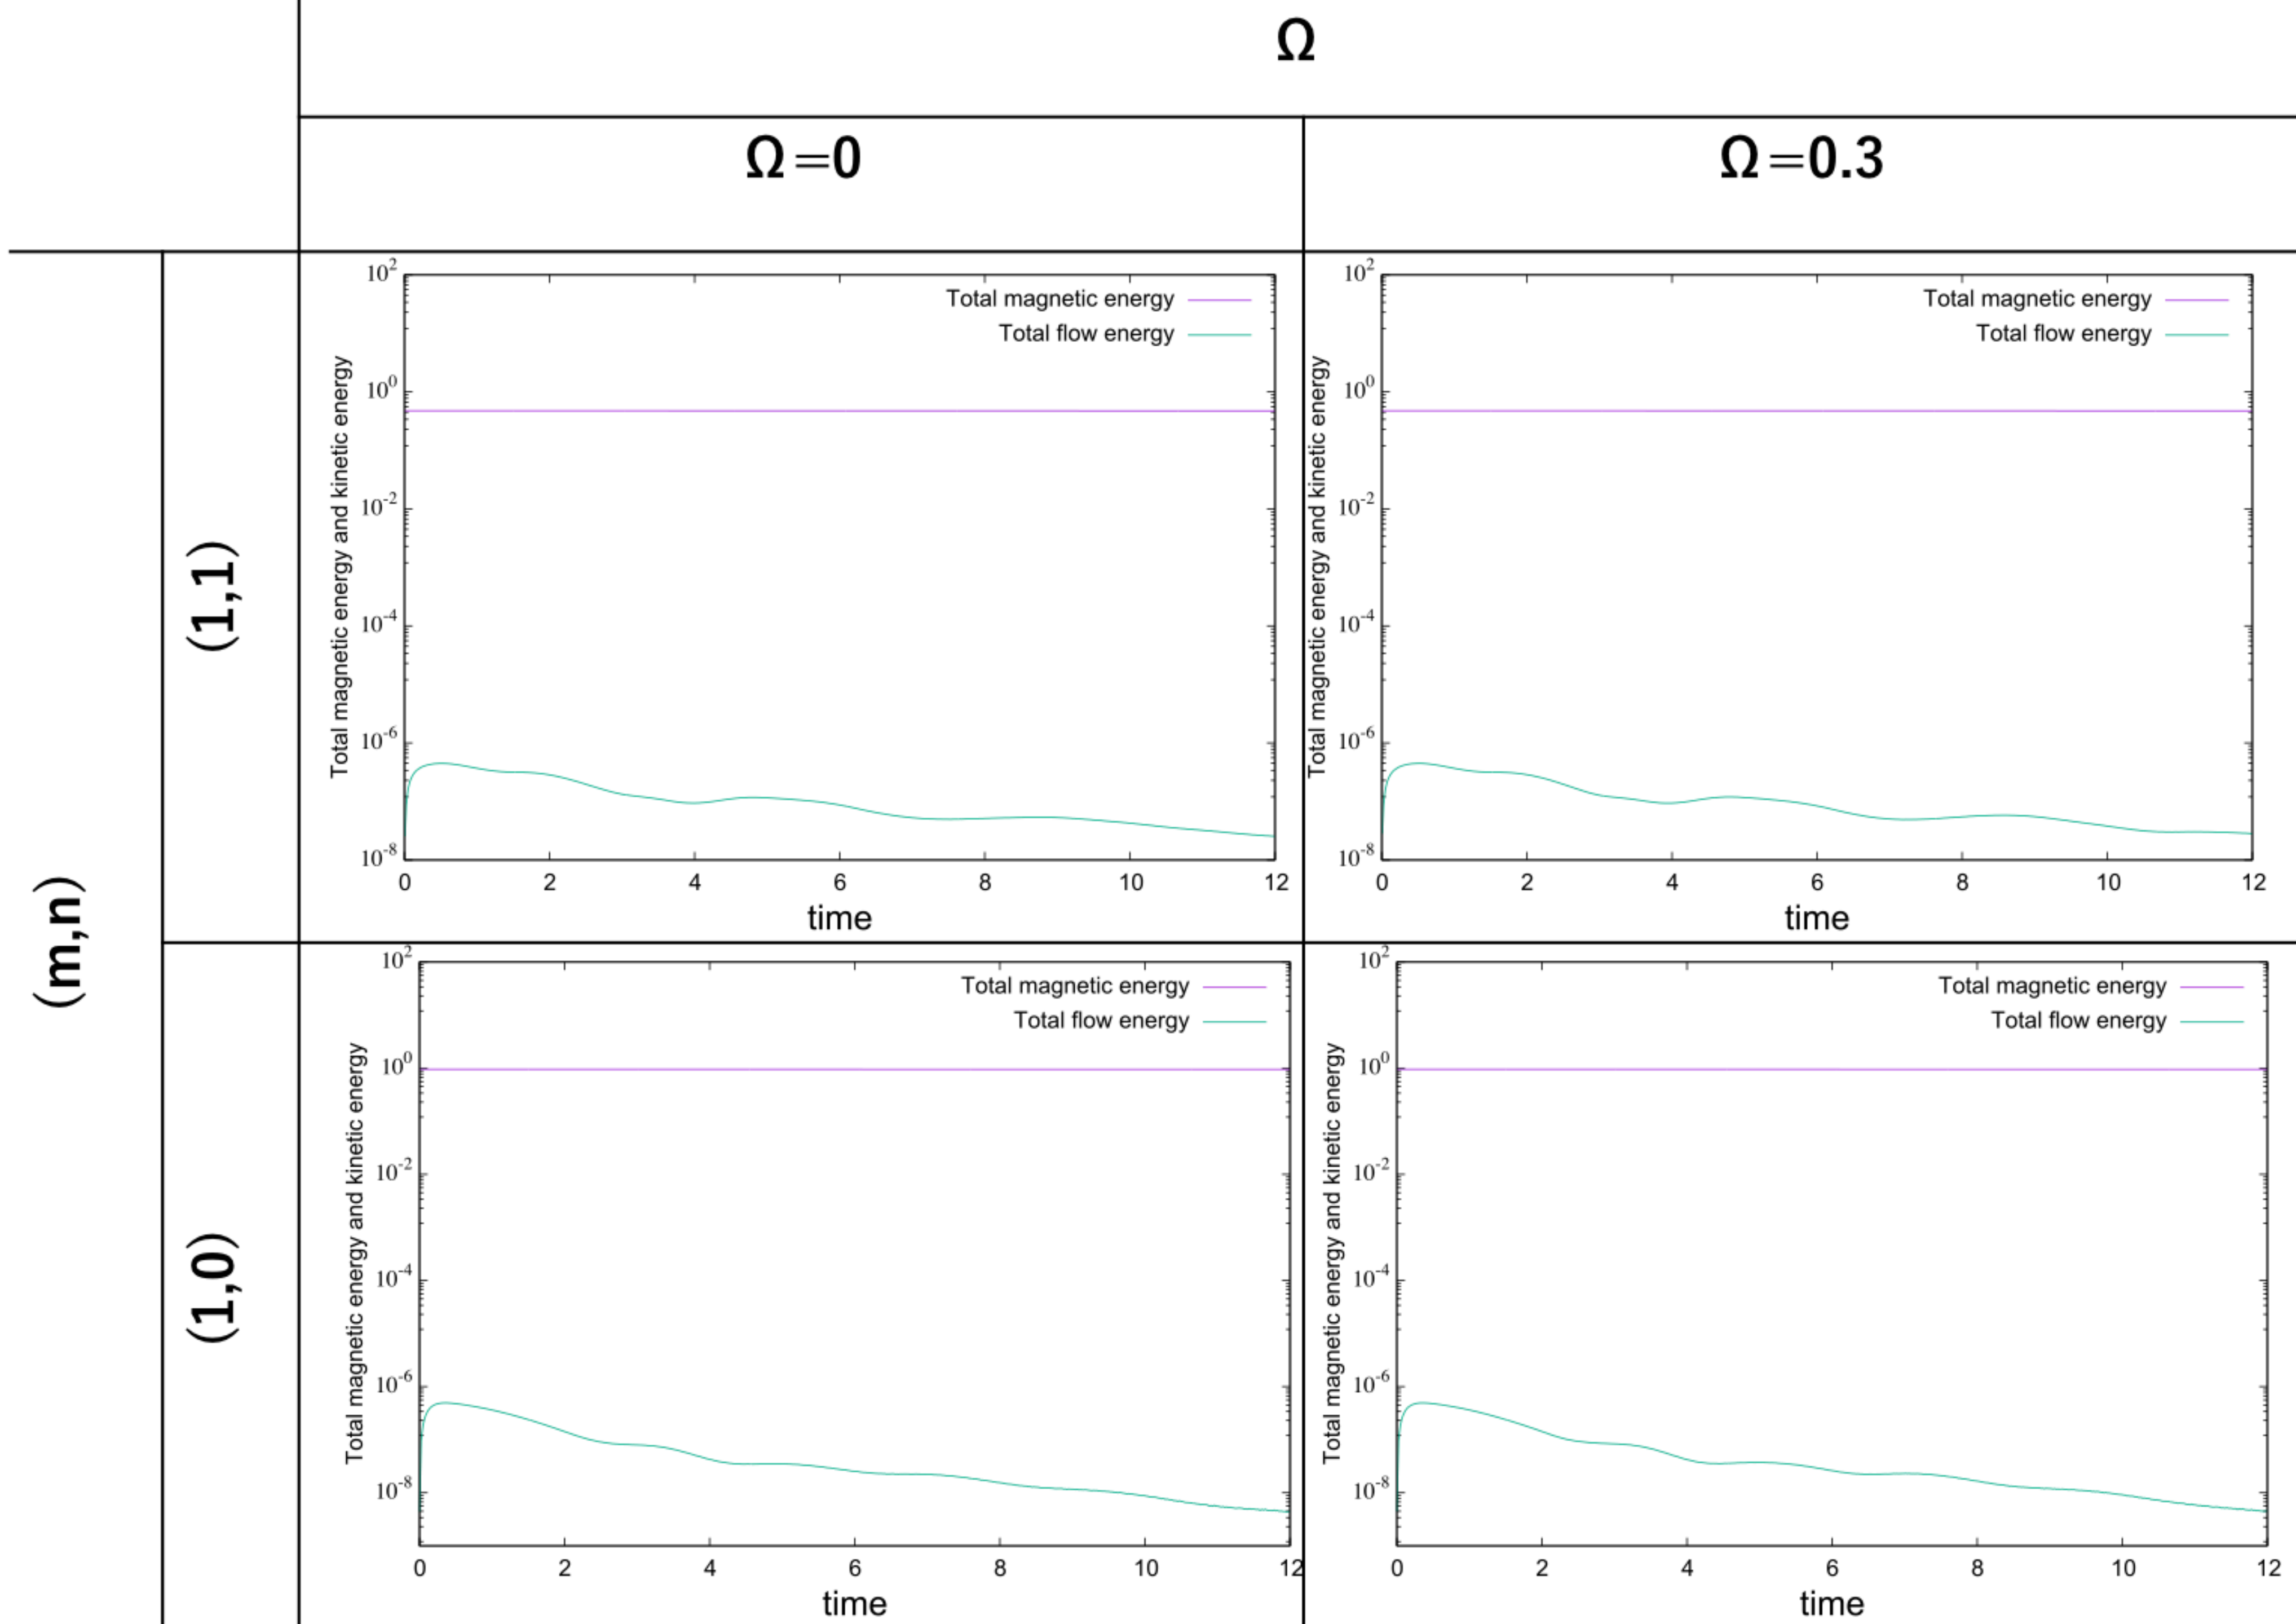 Ω
Ω=0
Ω=0.3
(m,n)
(1,1)
Total magnetic energy and kinetic energy
10^2
10^0
10^-2
10^-4
10^-6
10^-8
Total magnetic energy
Total flow energy
0 2 4 6 8 10 12
time
Total magnetic energy and kinetic energy
10^2
10^0
10^-2
10^-4
10^-6
10^-8
Total magnetic energy
Total flow energy
0 2 4 6 8 10 12
time
(1,0)
Total magnetic energy and kinetic energy
10^2
10^0
10^-2
10^-4
10^-6
10^-8
Total magnetic energy
Total flow energy
0 2 4 6 8 10 12
time
Total magnetic energy and kinetic energy
10^2
10^0
10^-2
10^-4
10^-6
10^-8
Total magnetic energy
Total flow energy
0 2 4 6 8 10 12
time